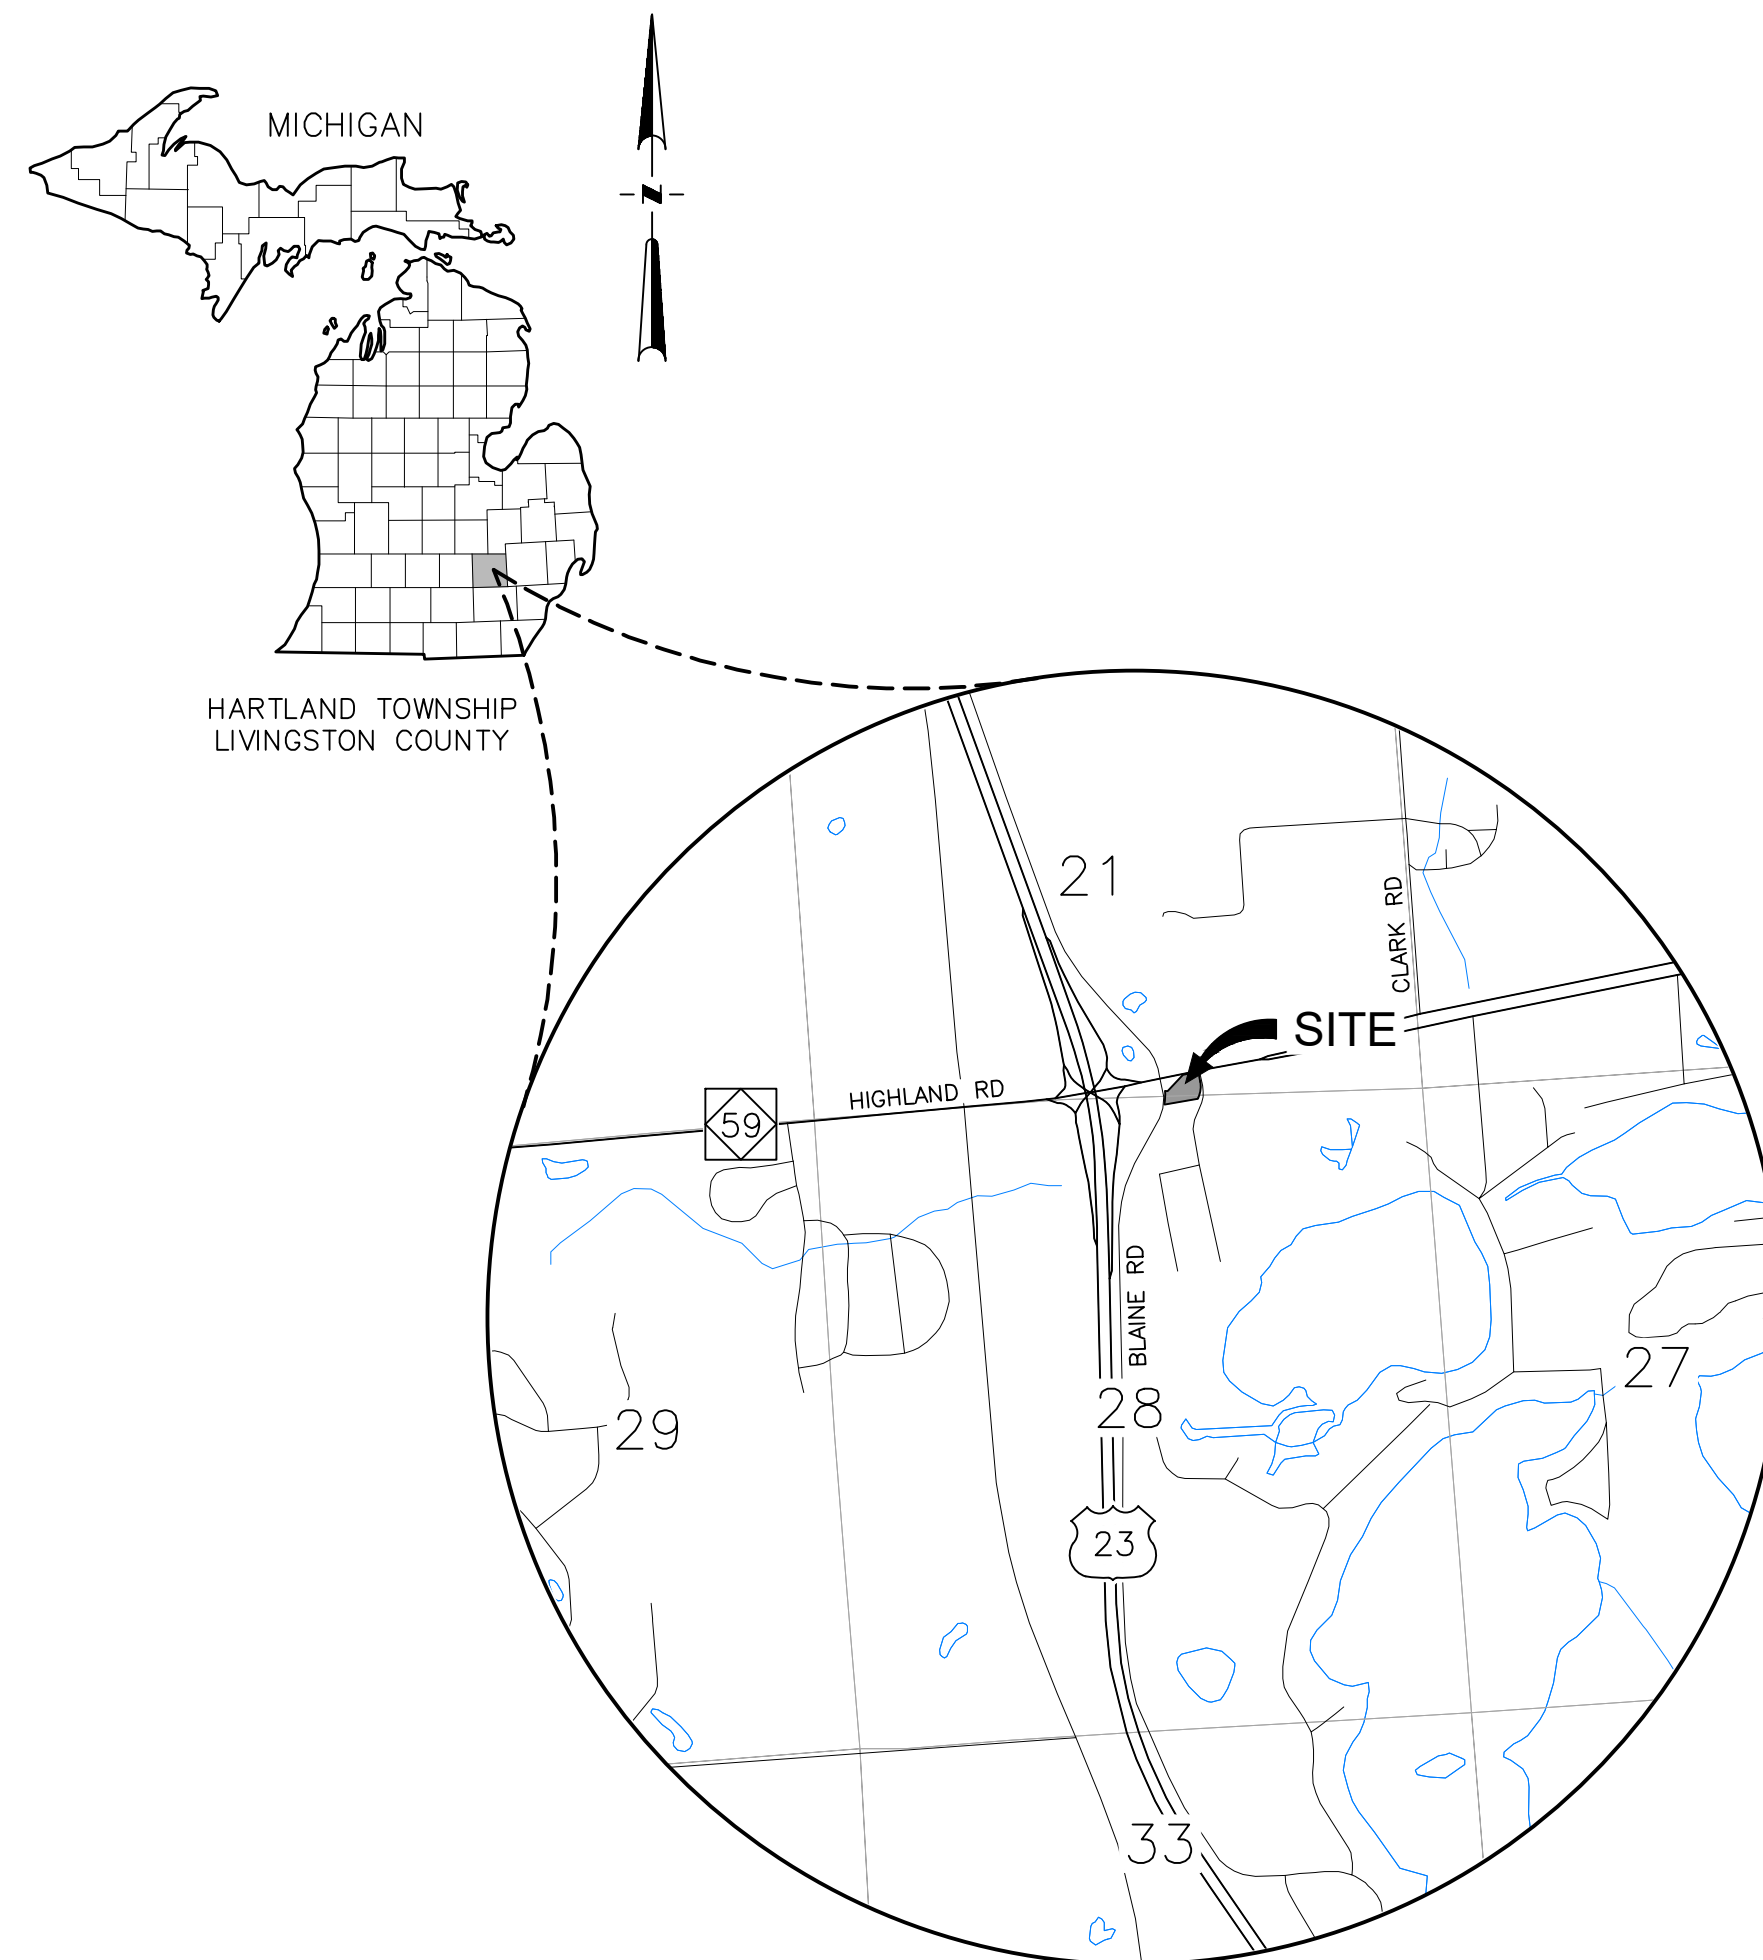 MICHIGAN
N
HARTLAND TOWNSHIP
LIVINGSTON COUNTY
21
CLARK RD
SITE
HIGHLAND RD
59
BLAINE RD
28
27
29
23
33